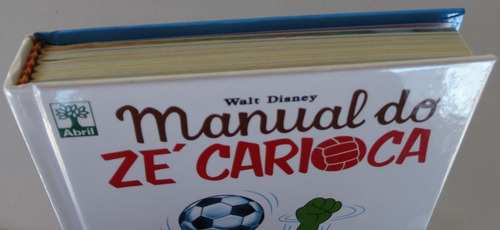 Walt Disney
Manual do
ZÉ CARIOCA
Abril